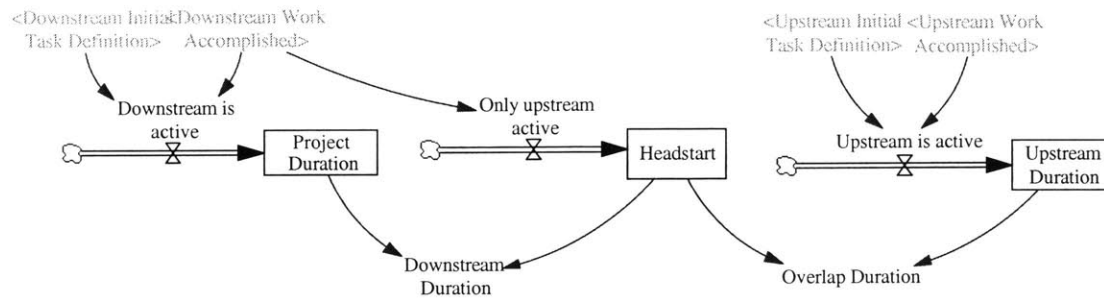 <Downstream Initial
Task Definition>
<Downstream Work
Accomplished>
<Upstream Initial
Task Definition>
<Upstream Work
Accomplished>
Downstream is
active
Only upstream
active
Upstream is active
Project
Duration
Headstart
Upstream
Duration
Downstream
Duration
Overlap Duration